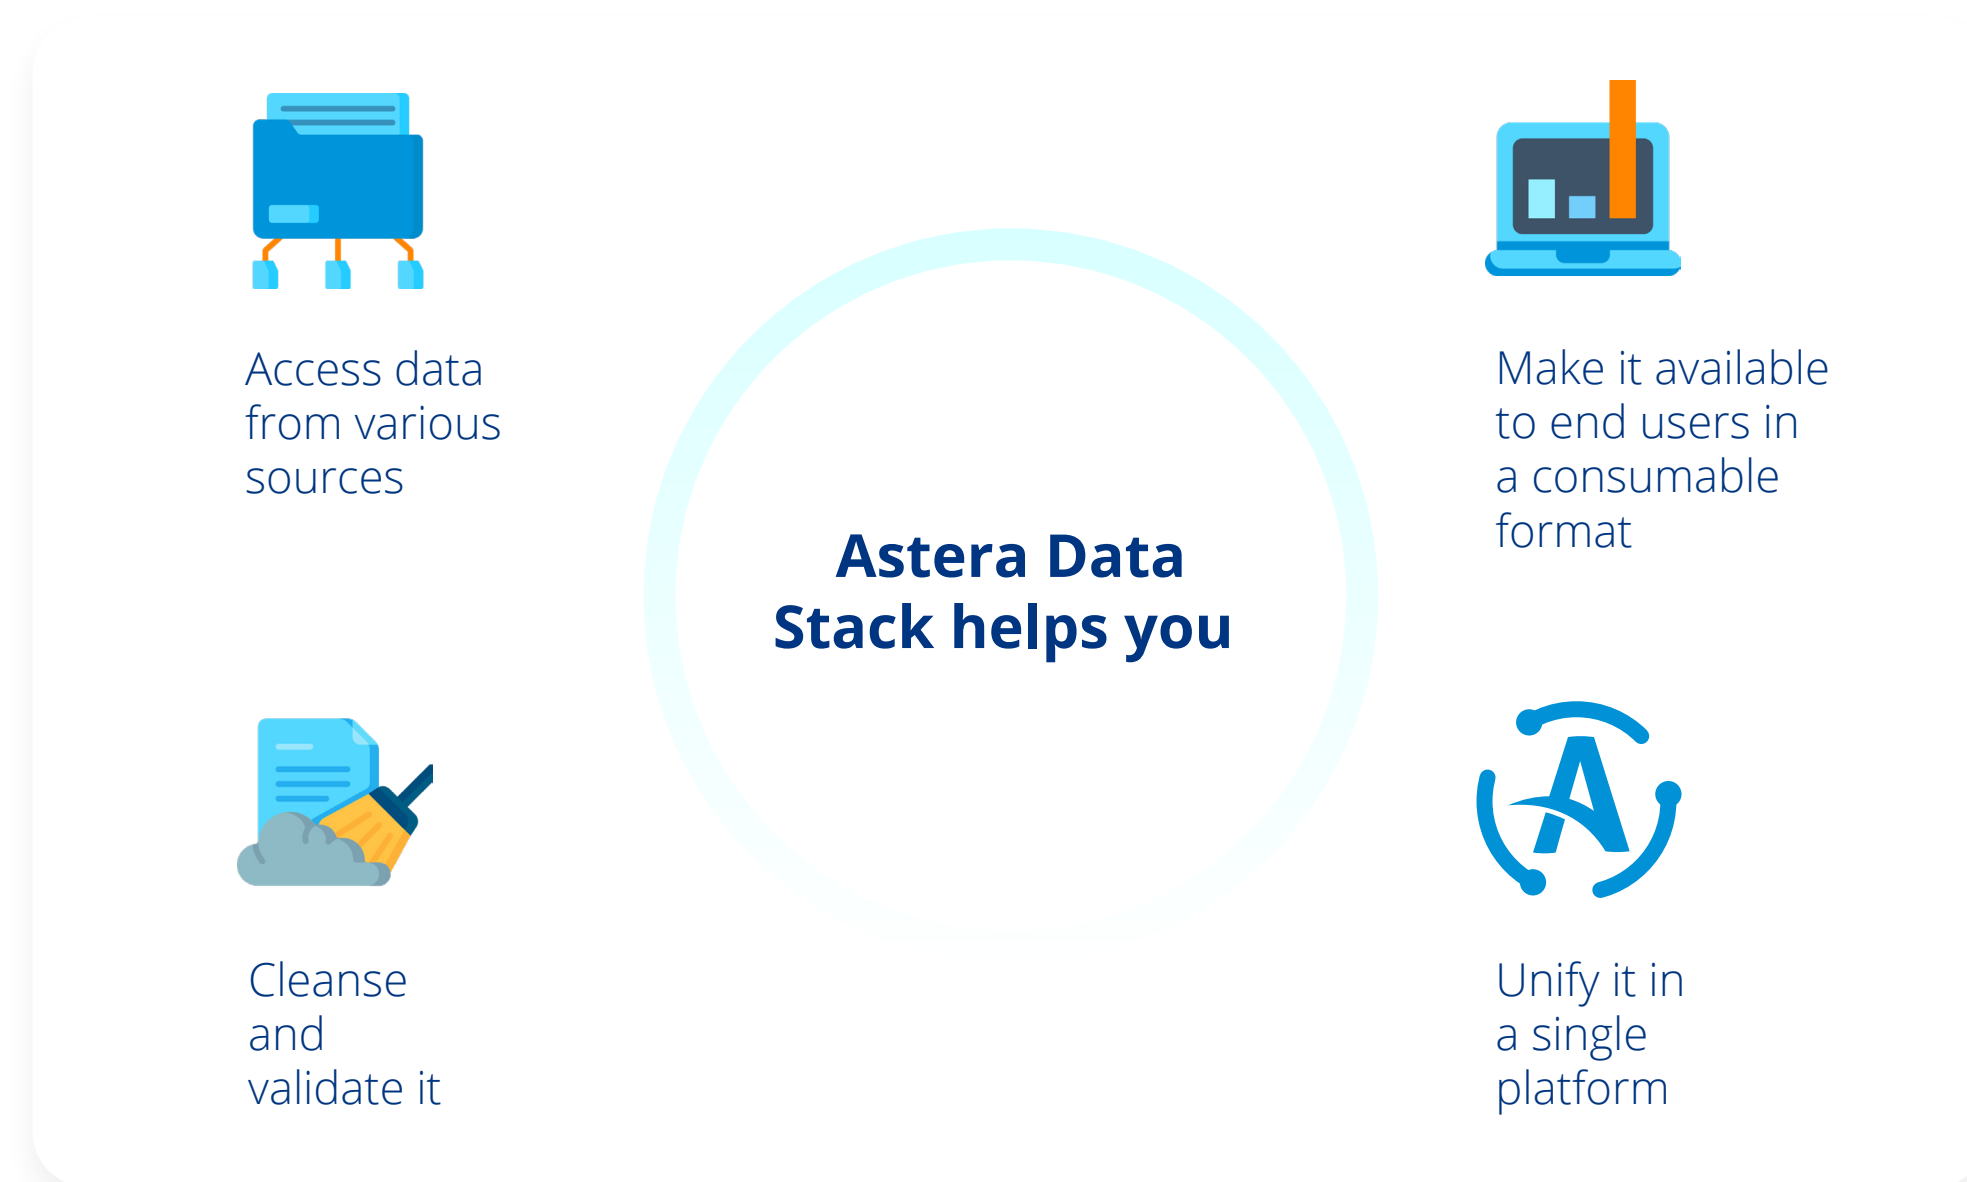 Access data
from various
sources
Make it available
to end users in
a consumable
format
Astera Data
Stack helps you
Cleanse
and
validate it
Unify it in
a single
platform